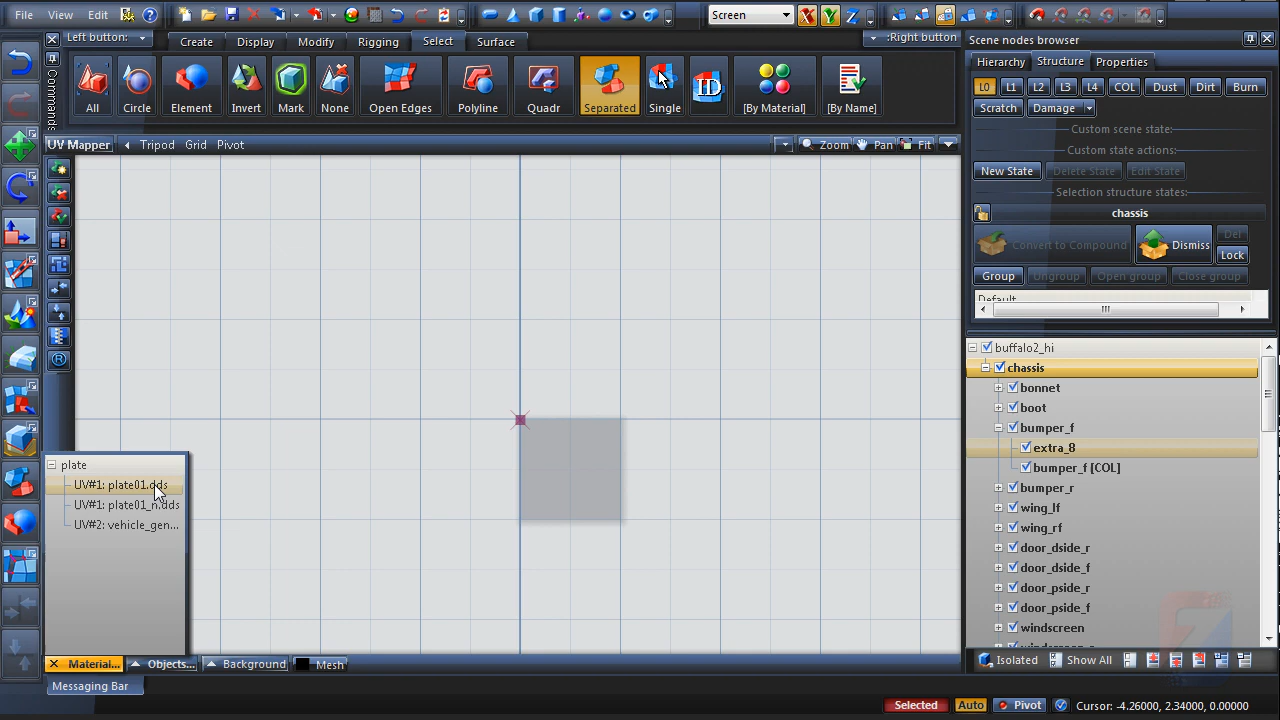 File View Edit Screen X Y Z
Left button: Create Display Modify Rigging Select Surface :Right button
Commands
All Circle Element Invert Mark None Open Edges Polyline Quadr Separated Single ID [By Material] [By Name]
UV Mapper Tripod Grid Pivot Zoom Pan Fit
Scene nodes browser
Hierarchy Structure Properties
L0 L1 L2 L3 L4 COL Dust Dirt Burn
Scratch Damage
Custom scene state:
Custom state actions:
New State Delete State Edit State
Selection structure states:
chassis
Convert to Compound Dismiss Del
Lock
Group Ungroup Open group Close group
Default
buffalo2_hi
chassis
bonnet
boot
bumper_f
extra_8
bumper_f [COL]
bumper_r
wing_lf
wing_rf
door_dside_r
door_dside_f
door_pside_r
door_pside_f
windscreen
Isolated Show All
plate
UV#1: plate01.dds
UV#1: plate01_n.dds
UV#2: vehicle_gen...
Material... Objects... Background Mesh
Messaging Bar
Selected Auto Pivot Cursor: -4.26000, 2.34000, 0.00000